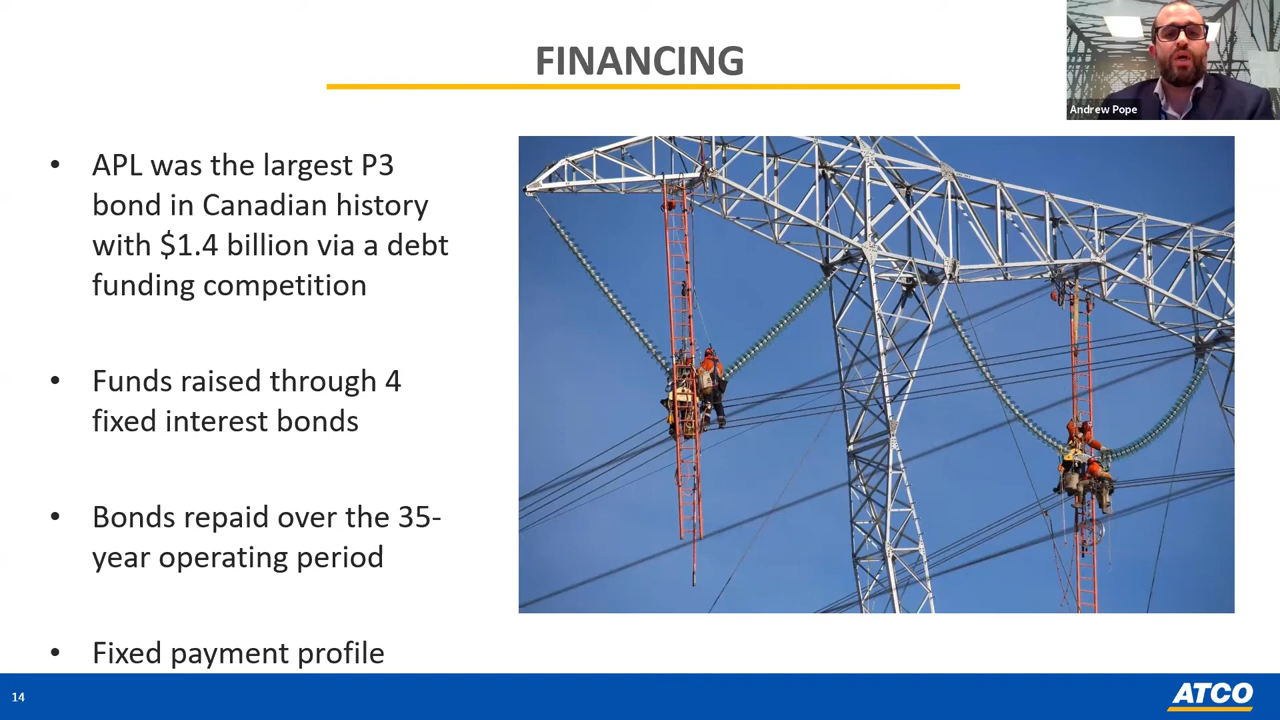 FINANCING
Andrew Pope
• APL was the largest P3
bond in Canadian history
with $1.4 billion via a debt
funding competition
• Funds raised through 4
fixed interest bonds
• Bonds repaid over the 35-
year operating period
• Fixed payment profile
14
ATCO